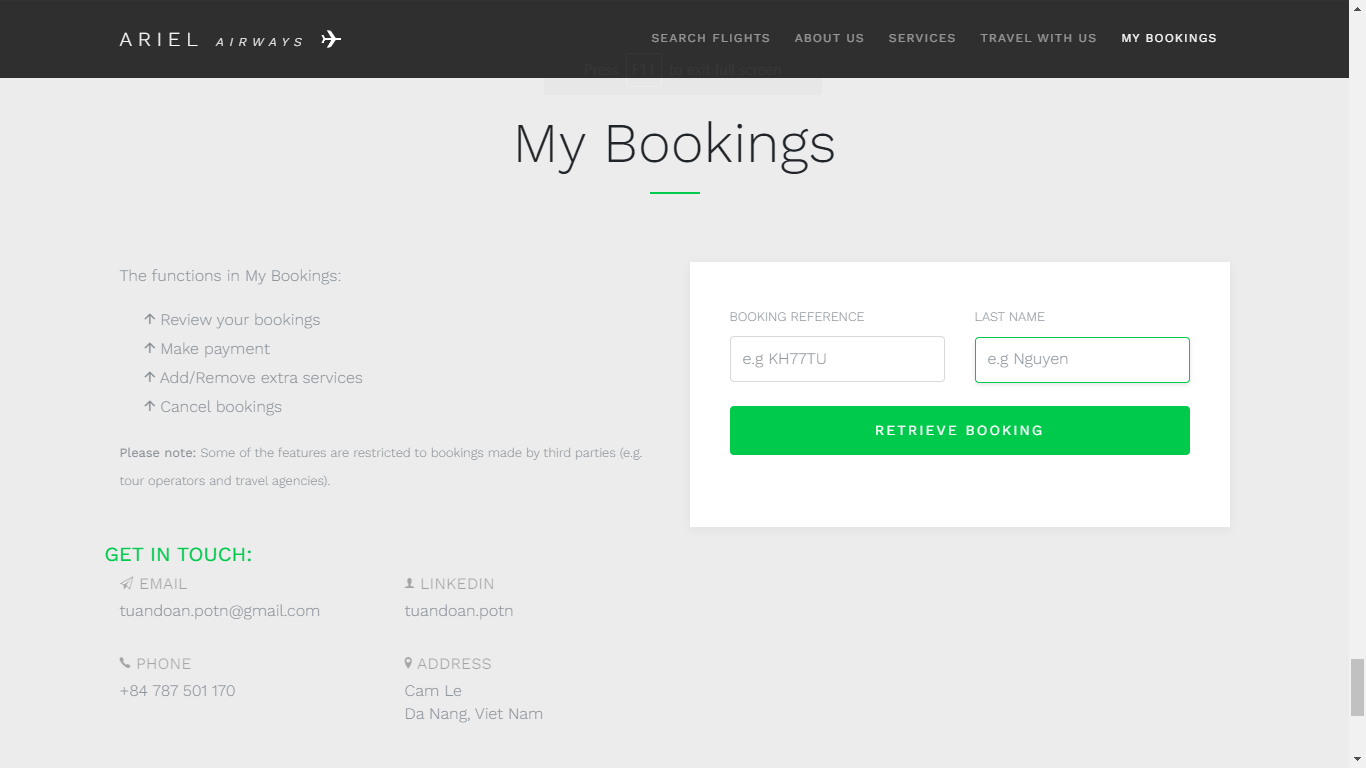 ARIEL AIRWAYS
SEARCH FLIGHTS ABOUT US SERVICES TRAVEL WITH US MY BOOKINGS
Press F11 to exit full screen
My Bookings
The functions in My Bookings:
Review your bookings
Make payment
Add/Remove extra services
Cancel bookings
Please note: Some of the features are restricted to bookings made by third parties (e.g.
tour operators and travel agencies).
BOOKING REFERENCE
e.g KH77TU
LAST NAME
e.g Nguyen
RETRIEVE BOOKING
GET IN TOUCH:
EMAIL
tuandoan.potn@gmail.com
LINKEDIN
tuandoan.potn
PHONE
+84 787 501 170
ADDRESS
Cam Le
Da Nang, Viet Nam